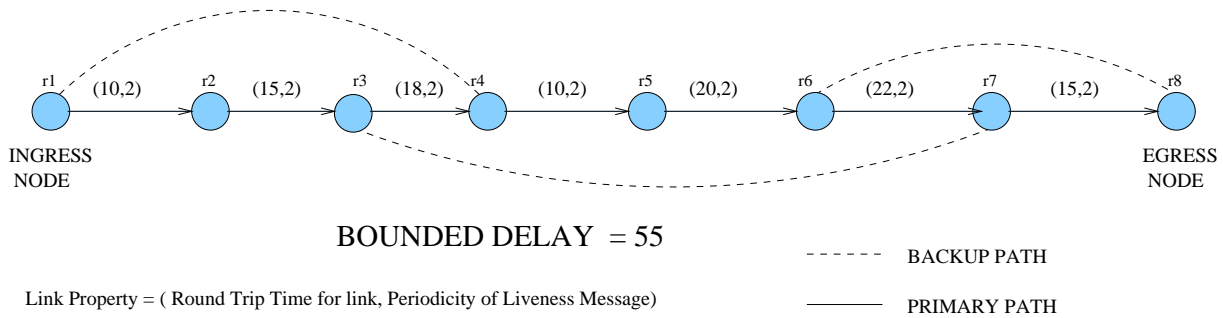 r1 r2 r3 r4 r5 r6 r7 r8
(10,2) (15,2) (18,2) (10,2) (20,2) (22,2) (15,2)
INGRESS
NODE
EGRESS
NODE
BOUNDED DELAY = 55
BACKUP PATH
Link Property = ( Round Trip Time for link, Periodicity of Liveness Message)
PRIMARY PATH